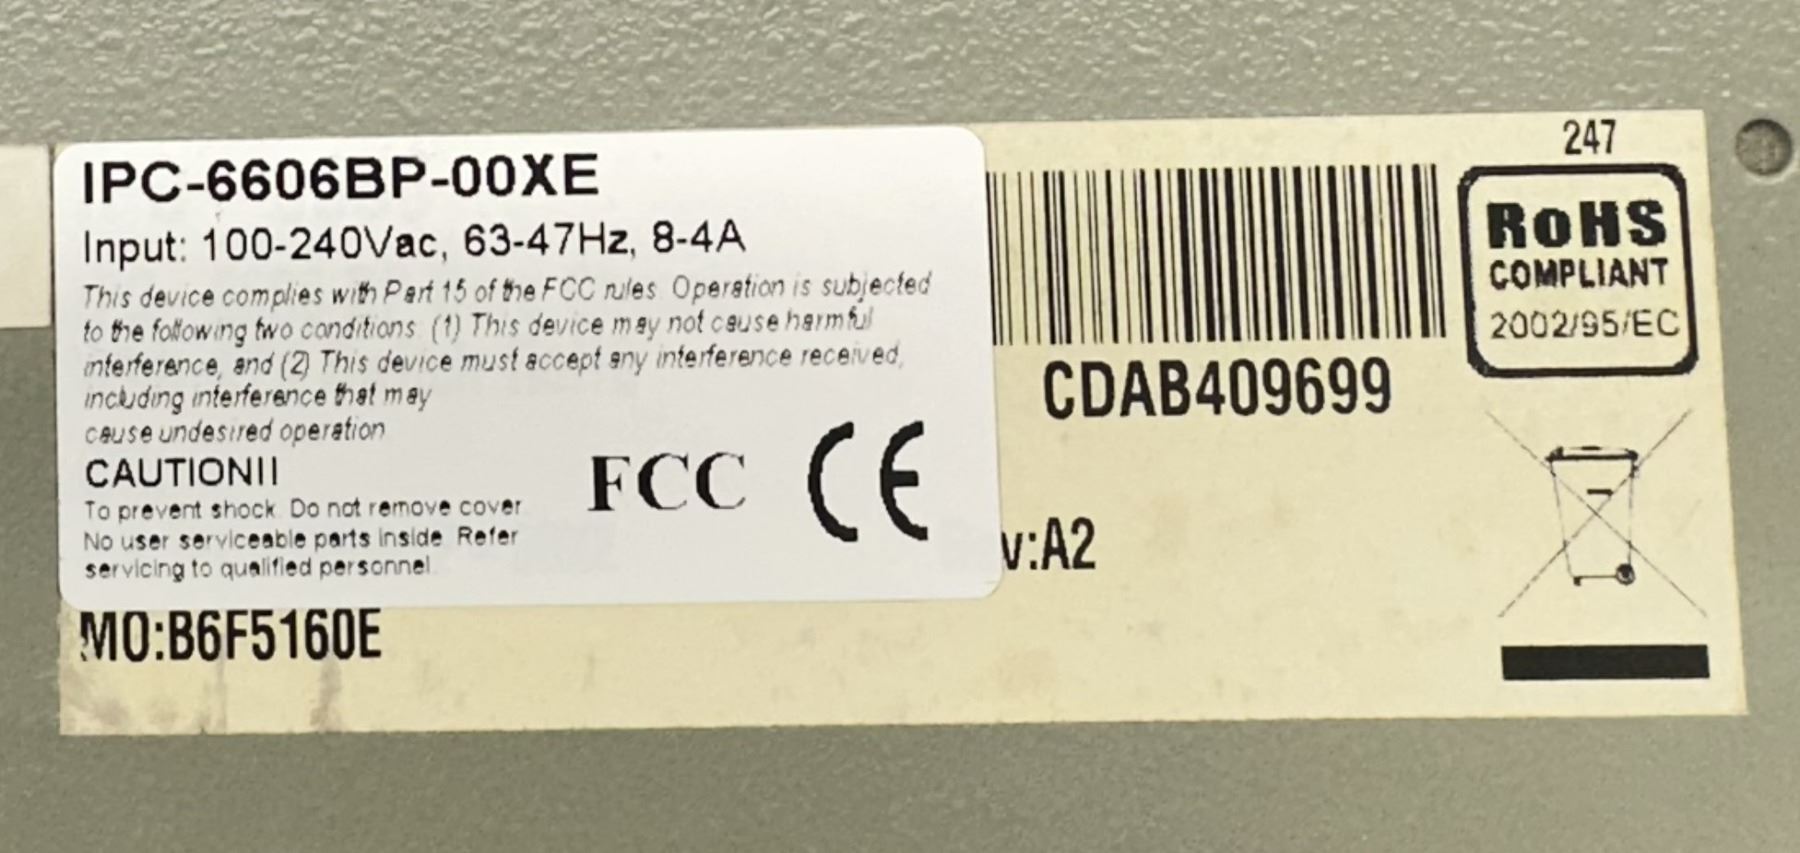 IPC-6606BP-00XE
Input: 100-240Vac, 63-47Hz, 8-4A
This device complies with Part 15 of the FCC rules. Operation is subjected
to the following two conditions: (1) This device may not cause harmful
interference, and (2) This device must accept any interference received,
including interference that may
cause undesired operation
CAUTION!!
To prevent shock. Do not remove cover
No user serviceable parts inside. Refer
servicing to qualified personnel.
FCC CE
247
RoHS
COMPLIANT
2002/95/EC
CDAB409699
v:A2
MO:B6F5160E